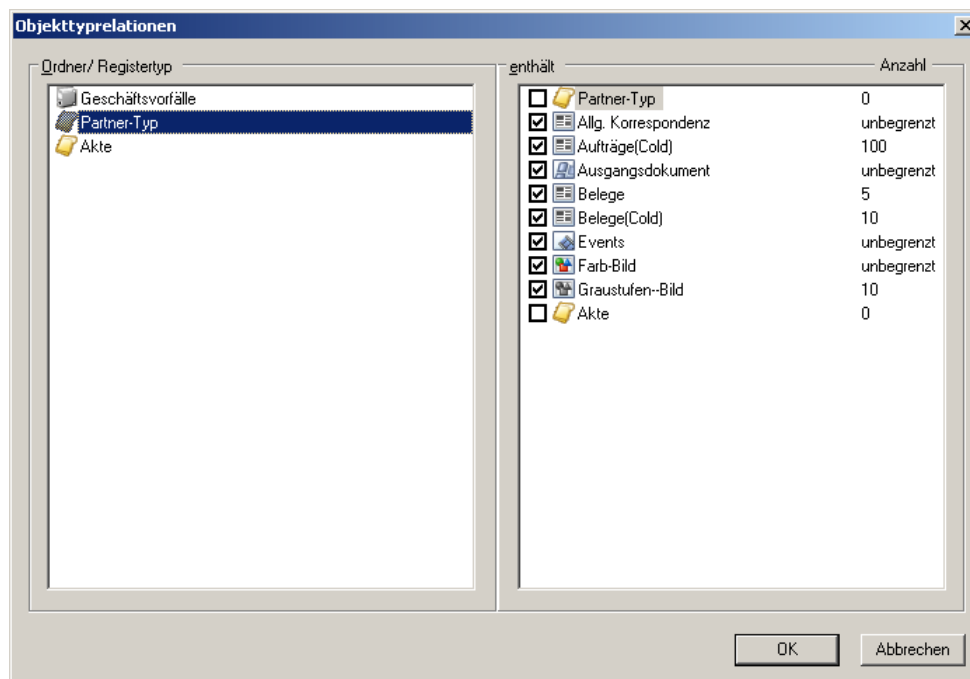 Objekttyprelationen
Ordner/ Registertyp
Geschäftsvorfälle
Partner-Typ
Akte
enthält Anzahl
Partner-Typ 0
Allg. Korrespondenz unbegrenzt
Aufträge(Cold) 100
Ausgangsdokument unbegrenzt
Belege 5
Belege(Cold) 10
Events unbegrenzt
Farb-Bild unbegrenzt
Graustufen--Bild 10
Akte 0
OK Abbrechen